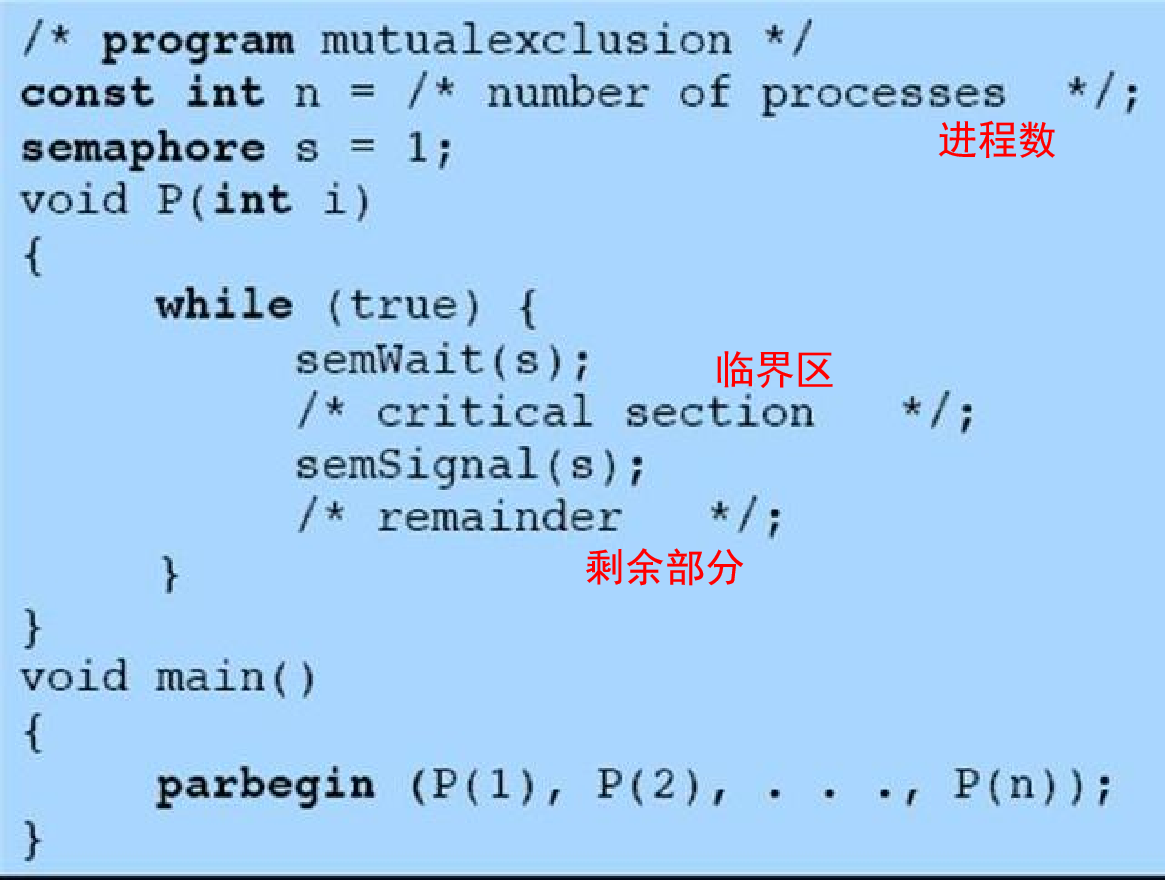 /* program mutualexclusion */
const int n = /* number of processes */;
进程数
semaphore s = 1;
void P(int i)
{
while (true) {
semWait(s);
临界区
/* critical section */;
semSignal(s);
/* remainder */;
剩余部分
}
}
void main()
{
parbegin (P(1), P(2), . . ., P(n));
}